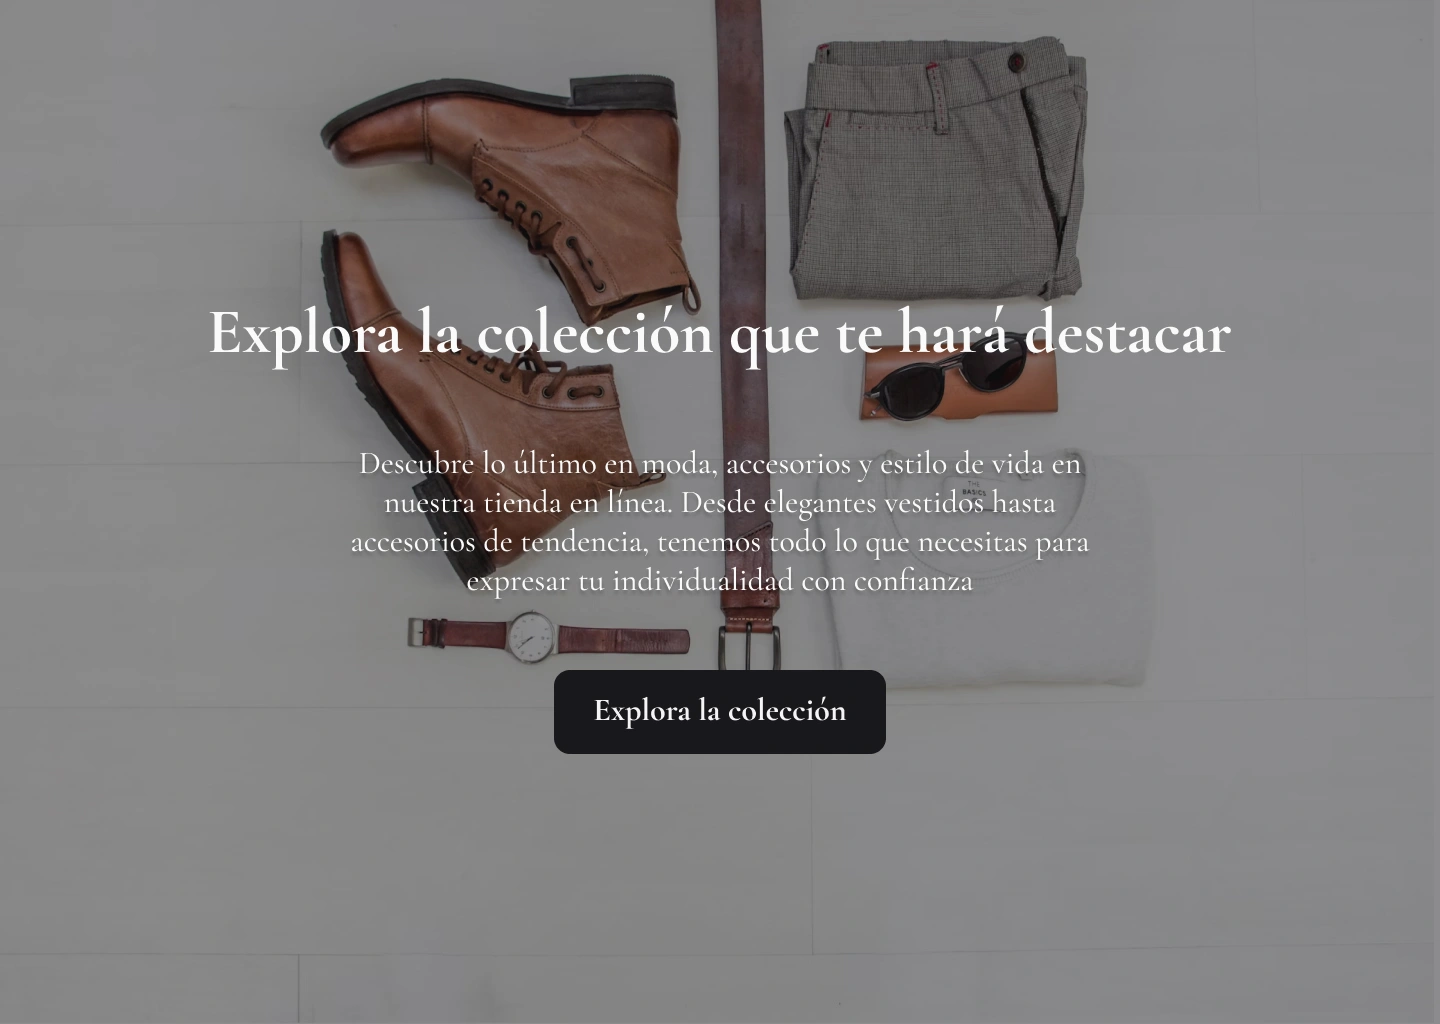 Explora la colección que te hará destacar
Descubre lo último en moda, accesorios y estilo de vida en
nuestra tienda en línea. Desde elegantes vestidos hasta
accesorios de tendencia, tenemos todo lo que necesitas para
expresar tu individualidad con confianza
THE
BASICS
Explora la colección